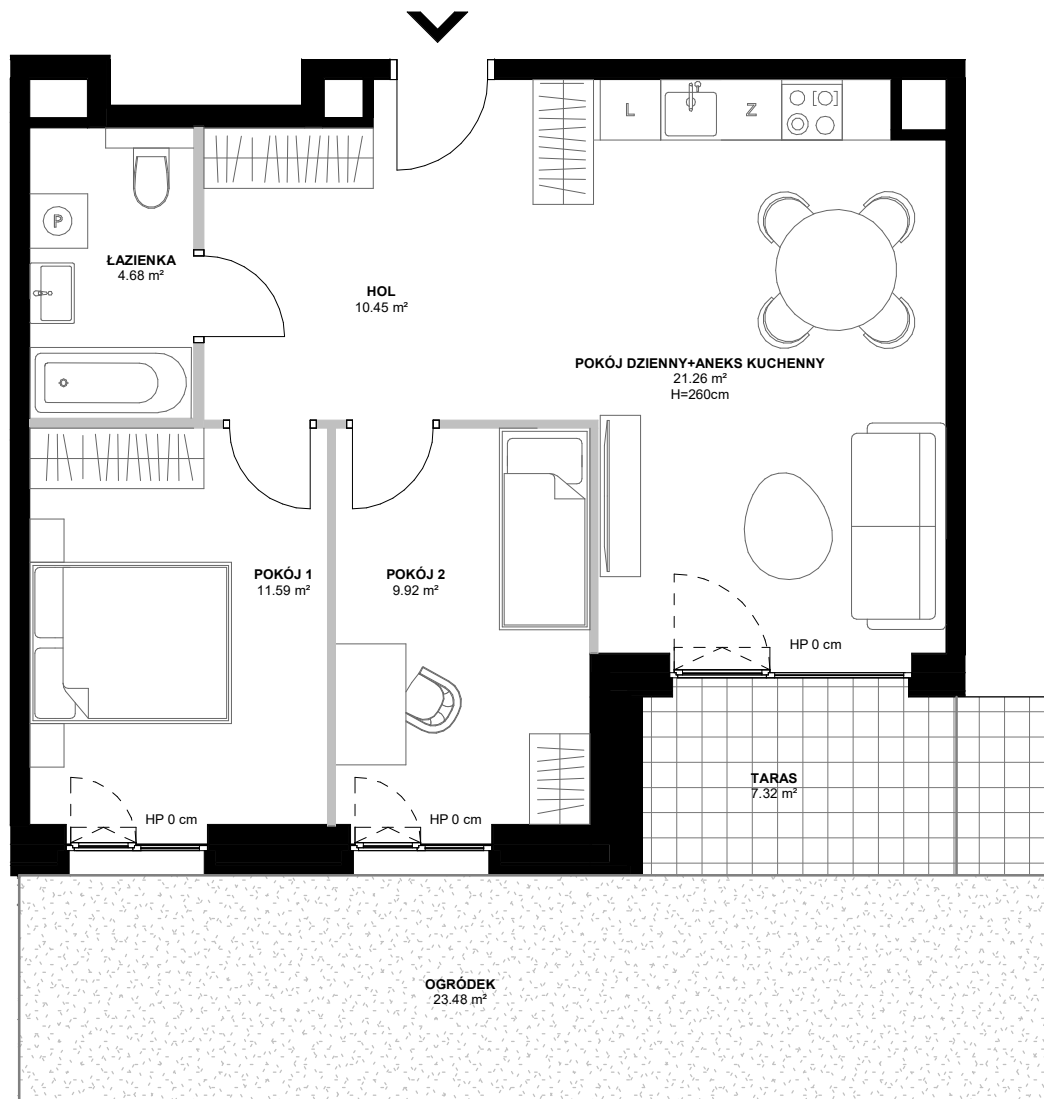 L
Z
P
ŁAZIENKA
4.68 m²
HOL
10.45 m²
POKÓJ DZIENNY+ANEKS KUCHENNY
21.26 m²
H=260cm
POKÓJ 1
11.59 m²
POKÓJ 2
9.92 m²
HP 0 cm
TARAS
7.32 m²
HP 0 cm
HP 0 cm
OGRÓDEK
23.48 m²